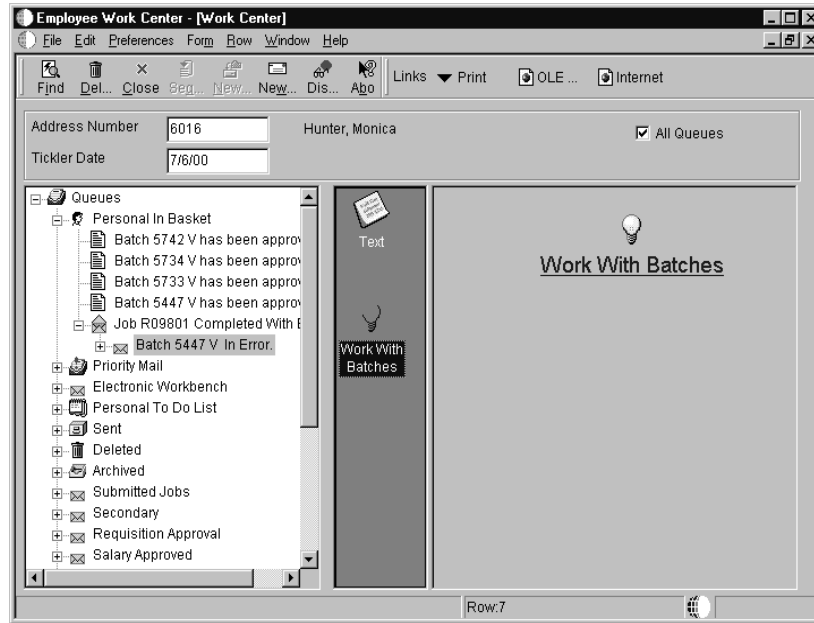 Employee Work Center - [Work Center]
File Edit Preferences Form Row Window Help
Find Del... Close Seq... New... New... Dis... Abo Links Print OLE ... Internet
Address Number 6016 Hunter, Monica All Queues
Tickler Date 7/6/00
Queues
Personal In Basket
Batch 5742 V has been approv
Batch 5734 V has been approv
Batch 5733 V has been approv
Batch 5447 V has been approv
Job R09801 Completed With E
Batch 5447 V In Error.
Priority Mail
Electronic Workbench
Personal To Do List
Sent
Deleted
Archived
Submitted Jobs
Secondary
Requisition Approval
Salary Approved
Text
Work With
Batches
Work With Batches
Row:7